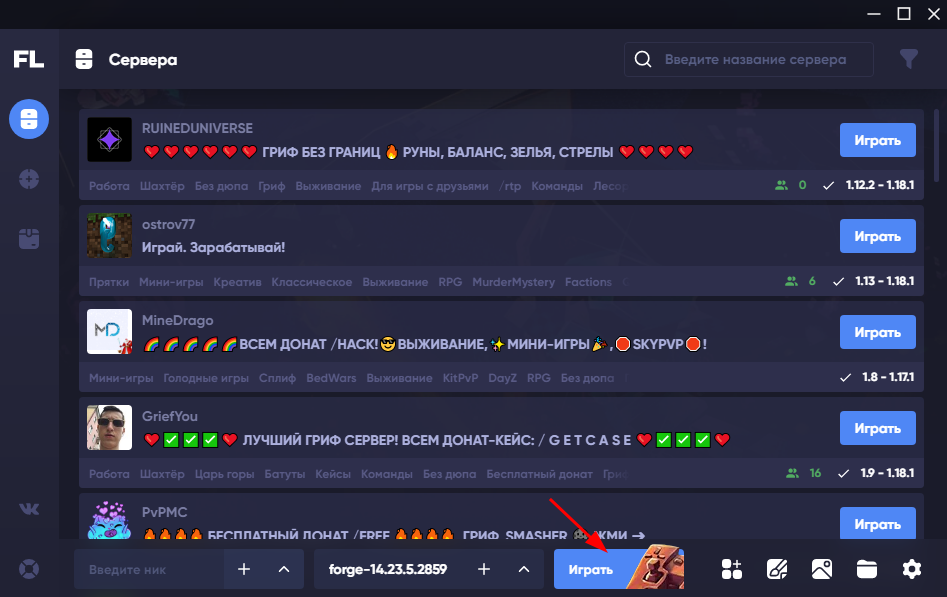 FL
Сервера
Введите название сервера
RUINEDUNIVERSE
❤️❤️❤️❤️❤️❤️ ГРИФ БЕЗ ГРАНИЦ 🔥 РУНЫ, БАЛАНС, ЗЕЛЬЯ, СТРЕЛЫ ❤️❤️❤️❤️
Играть
Работа Шахтёр Без дюпа Гриф Выживание Для игры с друзьями /rtp Команды Лесор
0 1.12.2 - 1.18.1
ostrov77
Играй. Зарабатывай!
Играть
Прятки Мини-игры Креатив Классическое Выживание RPG MurderMystery Factions
6 1.13 - 1.18.1
MD
MineDrago
🌈🌈🌈🌈🌈ВСЕМ ДОНАТ /НАСК!😎ВЫЖИВАНИЕ,✨МИНИ-ИГРЫ🎉,🛑SKYPVP🛑!
Играть
Мини-игры Голодные игры Сплиф BedWars Выживание KitPvP DayZ RPG Без дюпа
1.8 - 1.17.1
GriefYou
❤️✅✅✅❤️ ЛУЧШИЙ ГРИФ СЕРВЕР! ВСЕМ ДОНАТ-КЕЙС: / G E T C A S E ❤️✅✅✅❤️
Играть
Работа Шахтёр Царь горы Батуты Кейсы Команды Без дюпа Бесплатный донат
16 1.9 - 1.18.1
PvPMC
🔥🔥🔥🔥 БЕСПЛАТНЫЙ ДОНАТ /FREE 🔥🔥🔥🔥 ГРИФ, SMASHER ЖМИ →
Играть
Введите ник
forge-14.23.5.2859
Играть